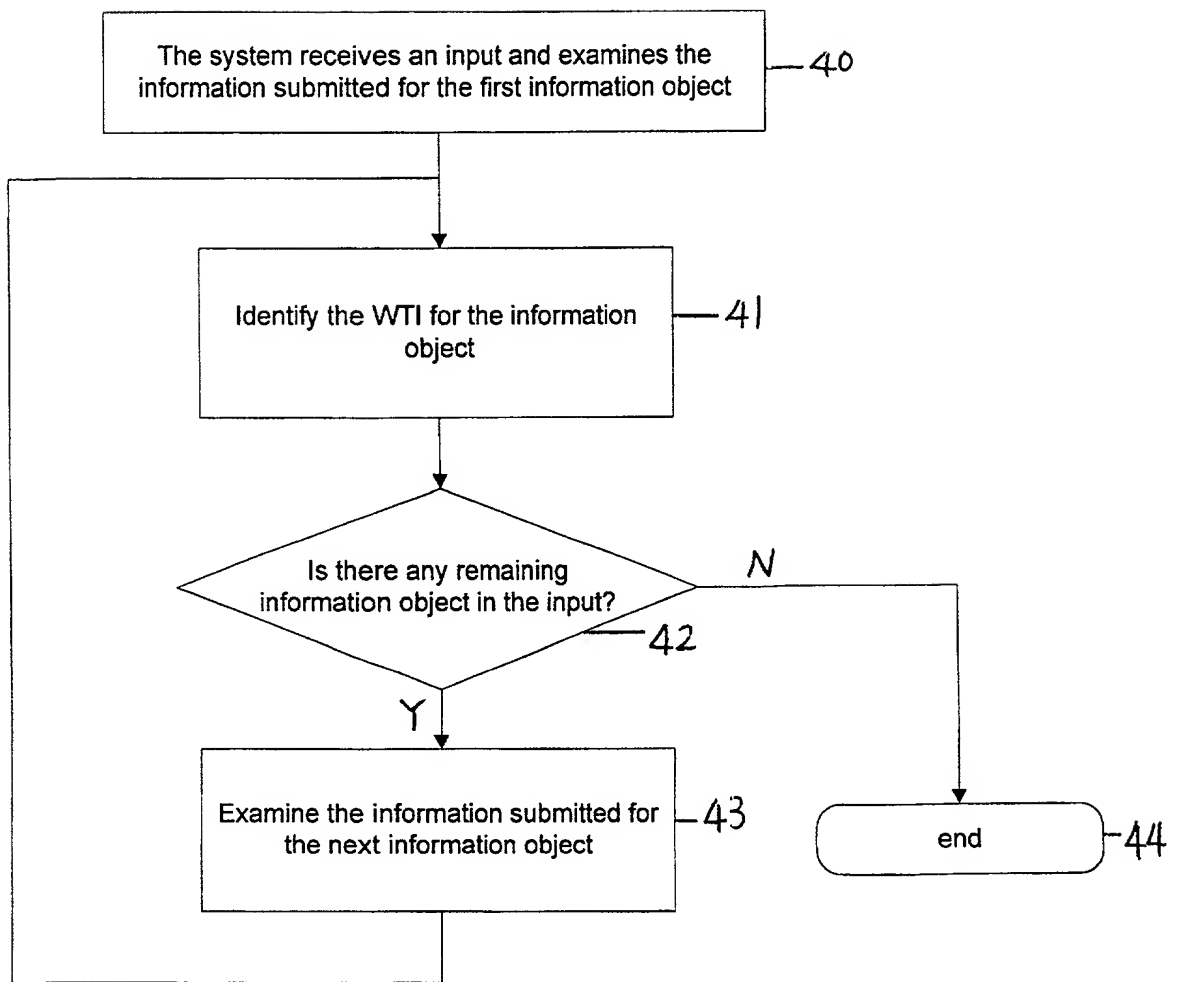 The system receives an input and examines the
information submitted for the first information object
40
Identify the WTI for the information
object
41
Is there any remaining
information object in the input?
N
42
Y
Examine the information submitted for
the next information object
43
end
44